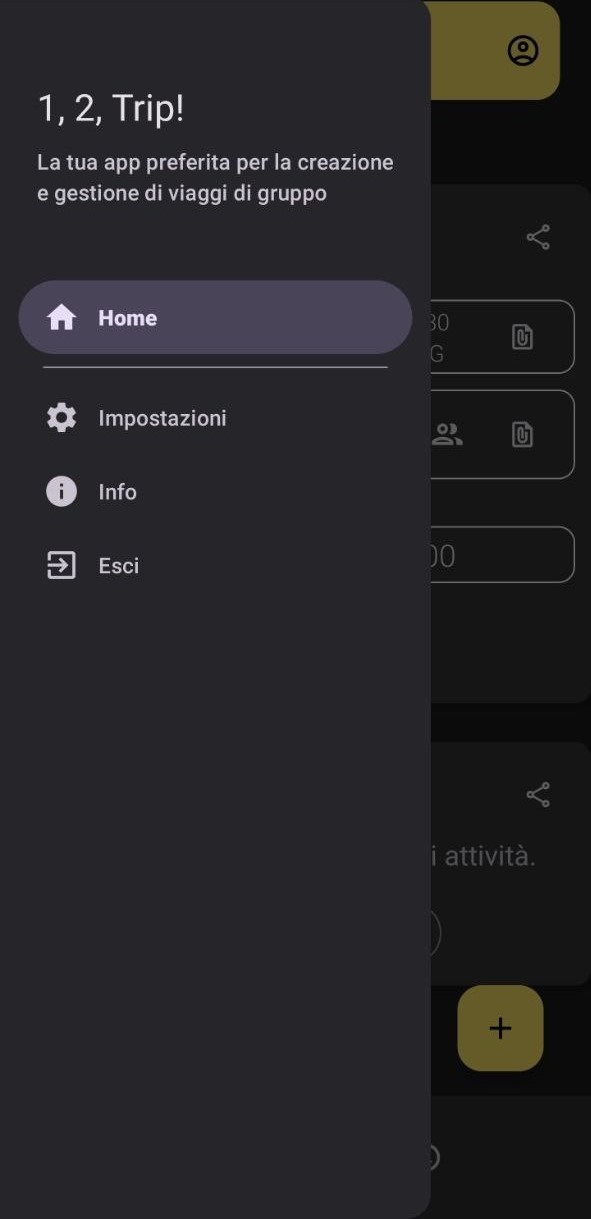 1, 2, Trip!
La tua app preferita per la creazione
e gestione di viaggi di gruppo
Home
Impostazioni
Info
Esci
30
G
00
i attività.